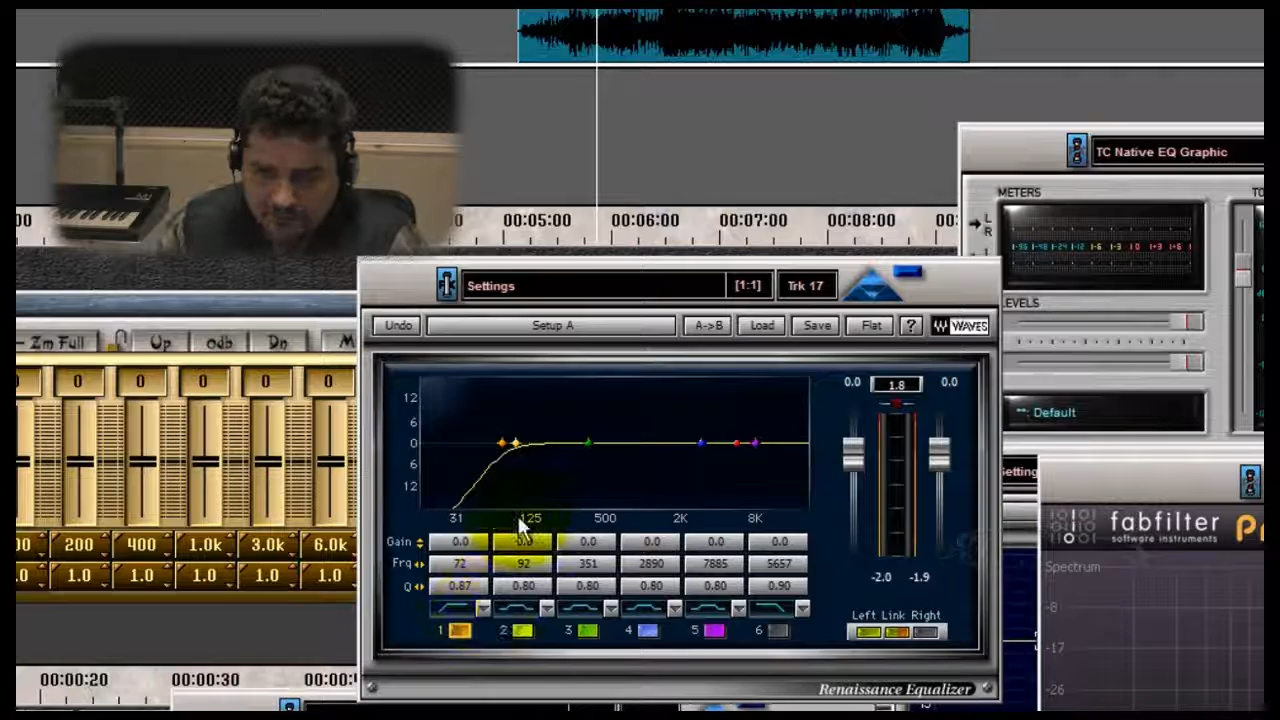 00:05:00 00:06:00 00:07:00 00:08:00
TC Native EQ Graphic
METERS
L
R
Settings [1:1] Trk 17
Undo Setup A A->B Load Save Flat ? WAVES
LEVELS
Zm Full Up odb Dn
0 0 0 0 0 0
0.0 1.8 0.0
**: Default
12
6
0
6
12
31 125 500 2K 8K
Gain 0.0 0.0 0.0 0.0 0.0
Frq 72 92 351 2890 7885 5657
Q 0.87 0.80 0.80 0.80 0.80 0.90
1 2 3 4 5 6
200 400 1.0k 3.0k 6.0k
1.0 1.0 1.0 1.0 1.0
-2.0 -1.9
Left Link Right
fabfilter
software instruments
Spectrum
-8
-17
-26
00:00:20 00:00:30
Renaissance Equalizer